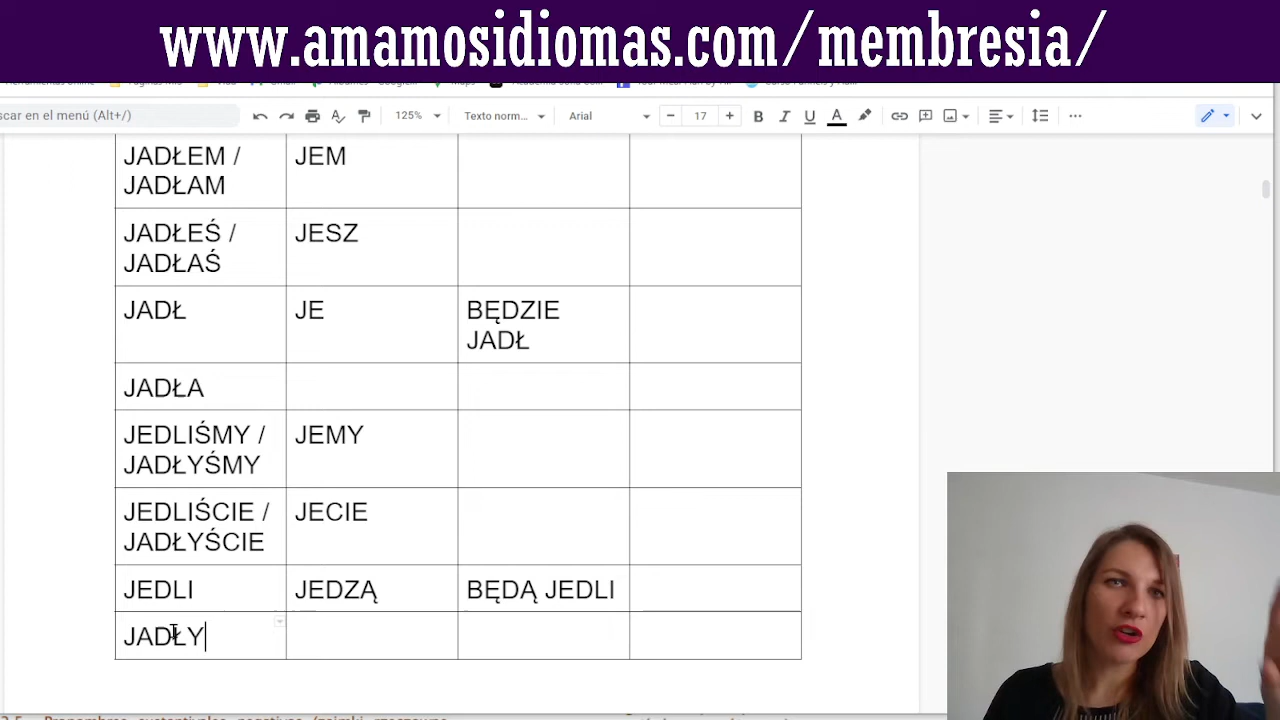 www.amamosidiomas.com/membresia/
scar en el menú (Alt+/)
125%
Texto norm...
Arial
17
JADŁEM / JADŁAM
JEM
JADŁEŚ / JADŁAŚ
JESZ
JADŁ
JE
BĘDZIE JADŁ
JADŁA
JEDLIŚMY / JADŁYŚMY
JEMY
JEDLIŚCIE / JADŁYŚCIE
JECIE
JEDLI
JEDZĄ
BĘDĄ JEDLI
JADŁY